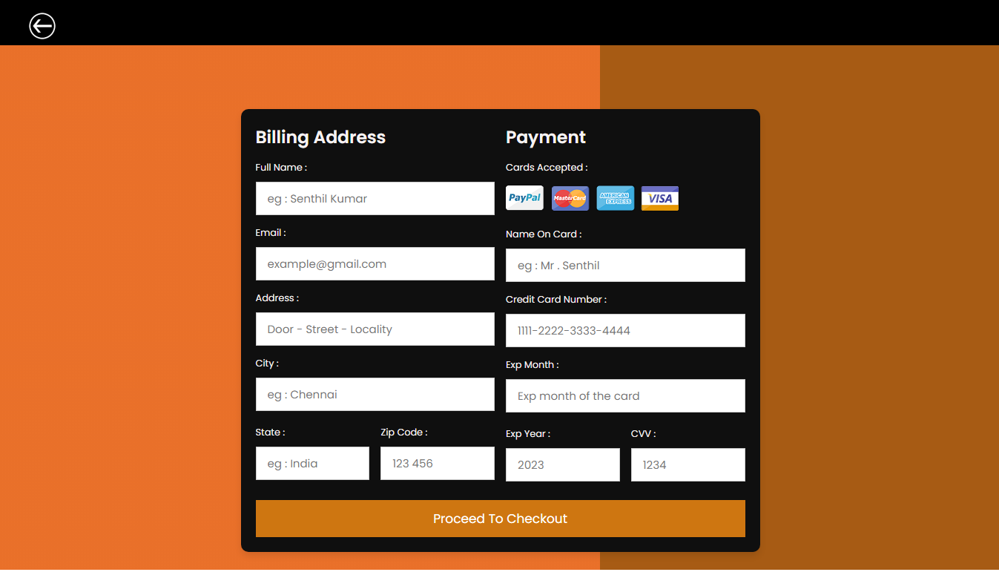 Billing Address
Full Name :
eg : Senthil Kumar
Email :
example@gmail.com
Address :
Door - Street - Locality
City :
eg : Chennai
State :
Zip Code :
eg : India
123 456
Payment
Cards Accepted :
PayPal
MasterCard
AMERICAN
EXPRESS
VISA
Name On Card :
eg : Mr . Senthil
Credit Card Number :
1111-2222-3333-4444
Exp Month :
Exp month of the card
Exp Year :
CVV :
2023
1234
Proceed To Checkout